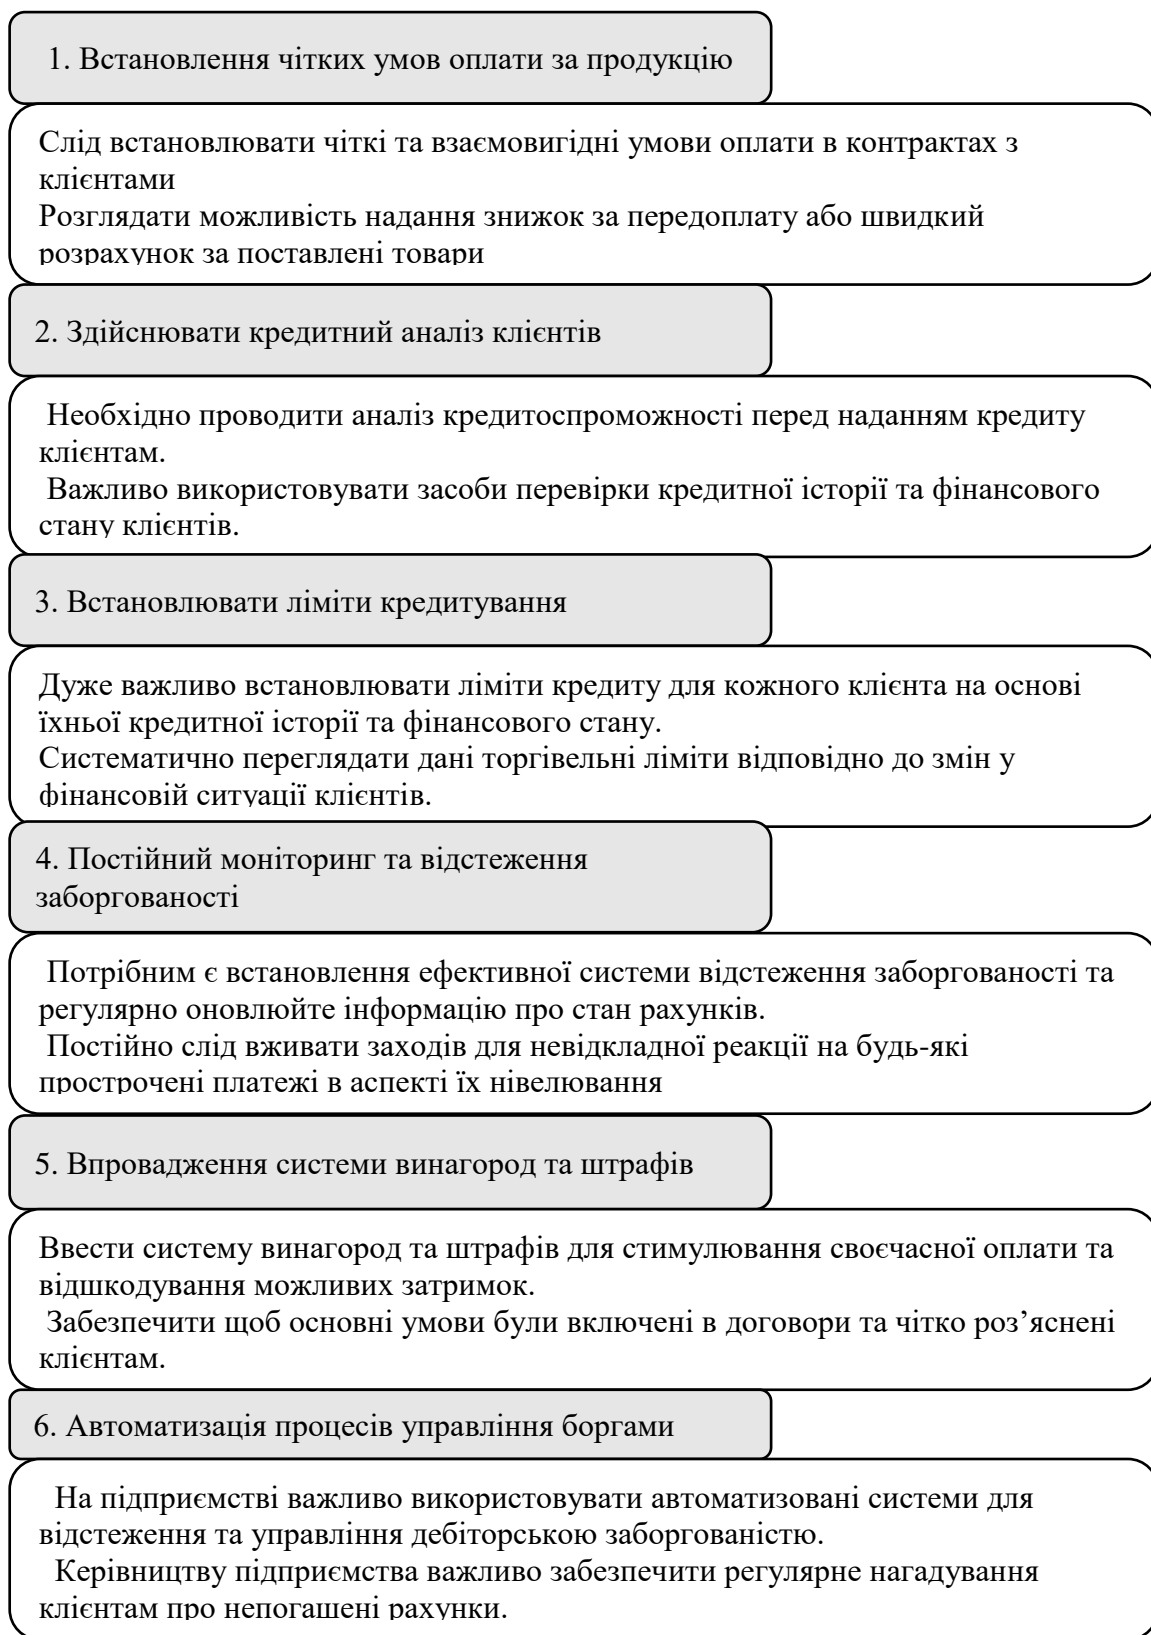 1. Встановлення чітких умов оплати за продукцію
Слід встановлювати чіткі та взаємовигідні умови оплати в контрактах з
клієнтами
Розглядати можливість надання знижок за передоплату або швидкий
розрахунок за поставлені товари
2. Здійснювати кредитний аналіз клієнтів
Необхідно проводити аналіз кредитоспроможності перед наданням кредиту
клієнтам.
Важливо використовувати засоби перевірки кредитної історії та фінансового
стану клієнтів.
3. Встановлювати ліміти кредитування
Дуже важливо встановлювати ліміти кредиту для кожного клієнта на основі
їхньої кредитної історії та фінансового стану.
Систематично переглядати дані торгівельні ліміти відповідно до змін у
фінансовій ситуації клієнтів.
4. Постійний моніторинг та відстеження
заборгованості
Потрібним є встановлення ефективної системи відстеження заборгованості та
регулярно оновлюйте інформацію про стан рахунків.
Постійно слід вживати заходів для невідкладної реакції на будь-які
прострочені платежі в аспекті їх нівелювання
5. Впровадження системи винагород та штрафів
Ввести систему винагород та штрафів для стимулювання своєчасної оплати та
відшкодування можливих затримок.
Забезпечити щоб основні умови були включені в договори та чітко роз’яснені
клієнтам.
6. Автоматизація процесів управління боргами
На підприємстві важливо використовувати автоматизовані системи для
відстеження та управління дебіторською заборгованістю.
Керівництву підприємства важливо забезпечити регулярне нагадування
клієнтам про непогашені рахунки.